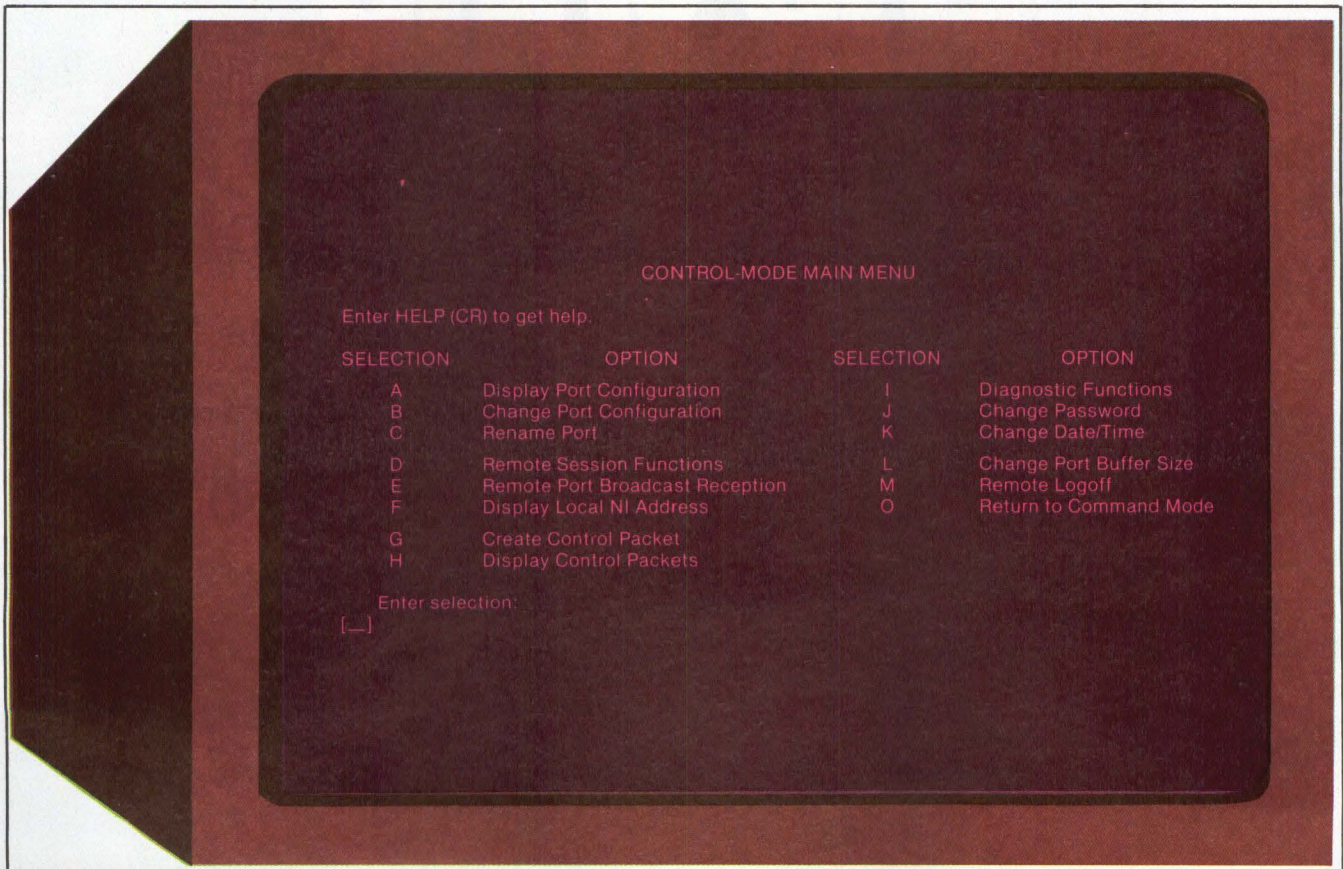 CONTROL-MODE MAIN MENU
Enter HELP (CR) to get help.
SELECTION OPTION SELECTION OPTION
A Display Port Configuration I Diagnostic Functions
B Change Port Configuration J Change Password
C Rename Port K Change Date/Time
D Remote Session Functions L Change Port Buffer Size
E Remote Port Broadcast Reception M Remote Logoff
F Display Local NI Address O Return to Command Mode
G Create Control Packet
H Display Control Packets
Enter selection:
[__]